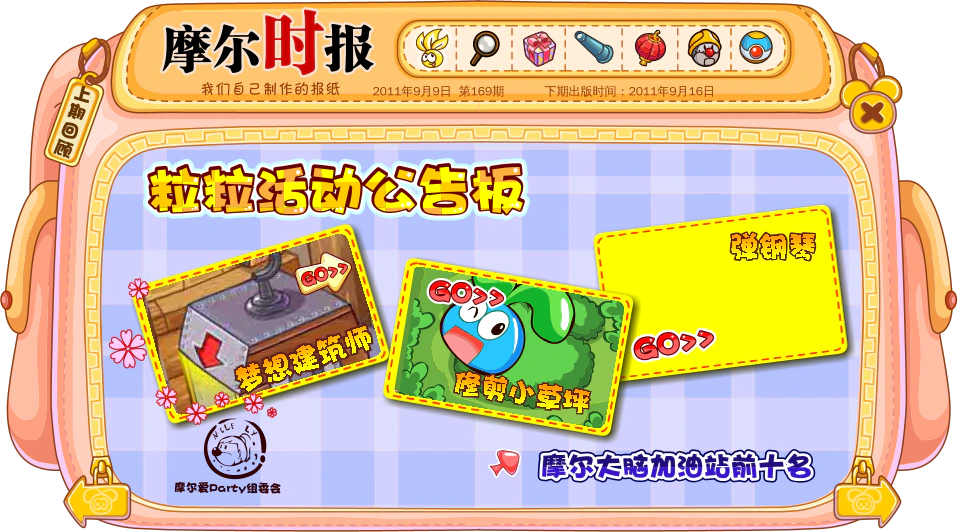 摩尔时报
我们自己制作的报纸
2011年9月9日 第169期
下期出版时间:2011年9月16日
上期回顾
粒粒活动公告板
GO>>
梦想建筑师
GO>>
修剪小草坪
弹钢琴
GO>>
MOLE LY
摩尔爱Party组委会
摩尔大脑加油站前十名